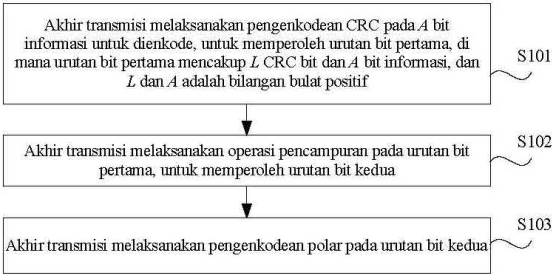 Akhir transmisi melaksanakan pengenkodean CRC pada A bit
informasi untuk dienkode, untuk memperoleh urutan bit pertama, di
mana urutan bit pertama mencakup L CRC bit dan A bit informasi, dan
L dan A adalah bilangan bulat positif
S101
Akhir transmisi melaksanakan operasi pencampuran pada urutan bit
pertama, untuk memperoleh urutan bit kedua
S102
Akhir transmisi melaksanakan pengenkodean polar pada urutan bit kedua
S103